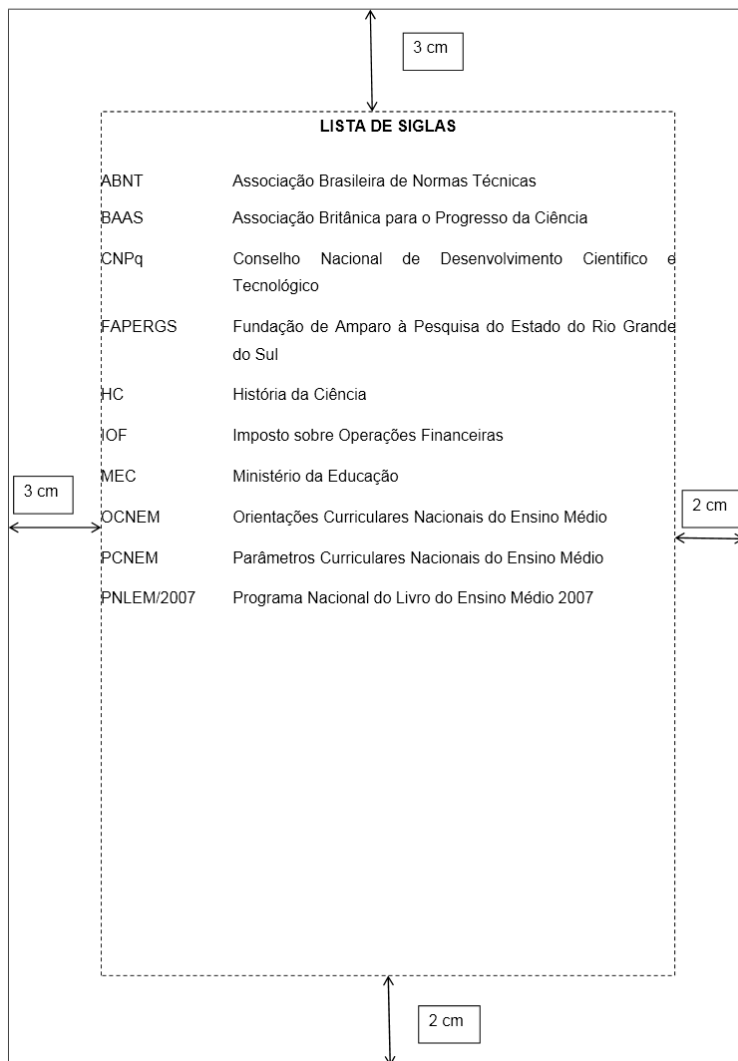 3 cm
LISTA DE SIGLAS
ABNT Associação Brasileira de Normas Técnicas
BAAS Associação Britânica para o Progresso da Ciência
CNPq Conselho Nacional de Desenvolvimento Cientifico e
Tecnológico
FAPERGS Fundação de Amparo à Pesquisa do Estado do Rio Grande
do Sul
HC História da Ciência
IOF Imposto sobre Operações Financeiras
MEC Ministério da Educação
3 cm
2 cm
OCNEM Orientações Curriculares Nacionais do Ensino Médio
PCNEM Parâmetros Curriculares Nacionais do Ensino Médio
PNLEM/2007 Programa Nacional do Livro do Ensino Médio 2007
2 cm